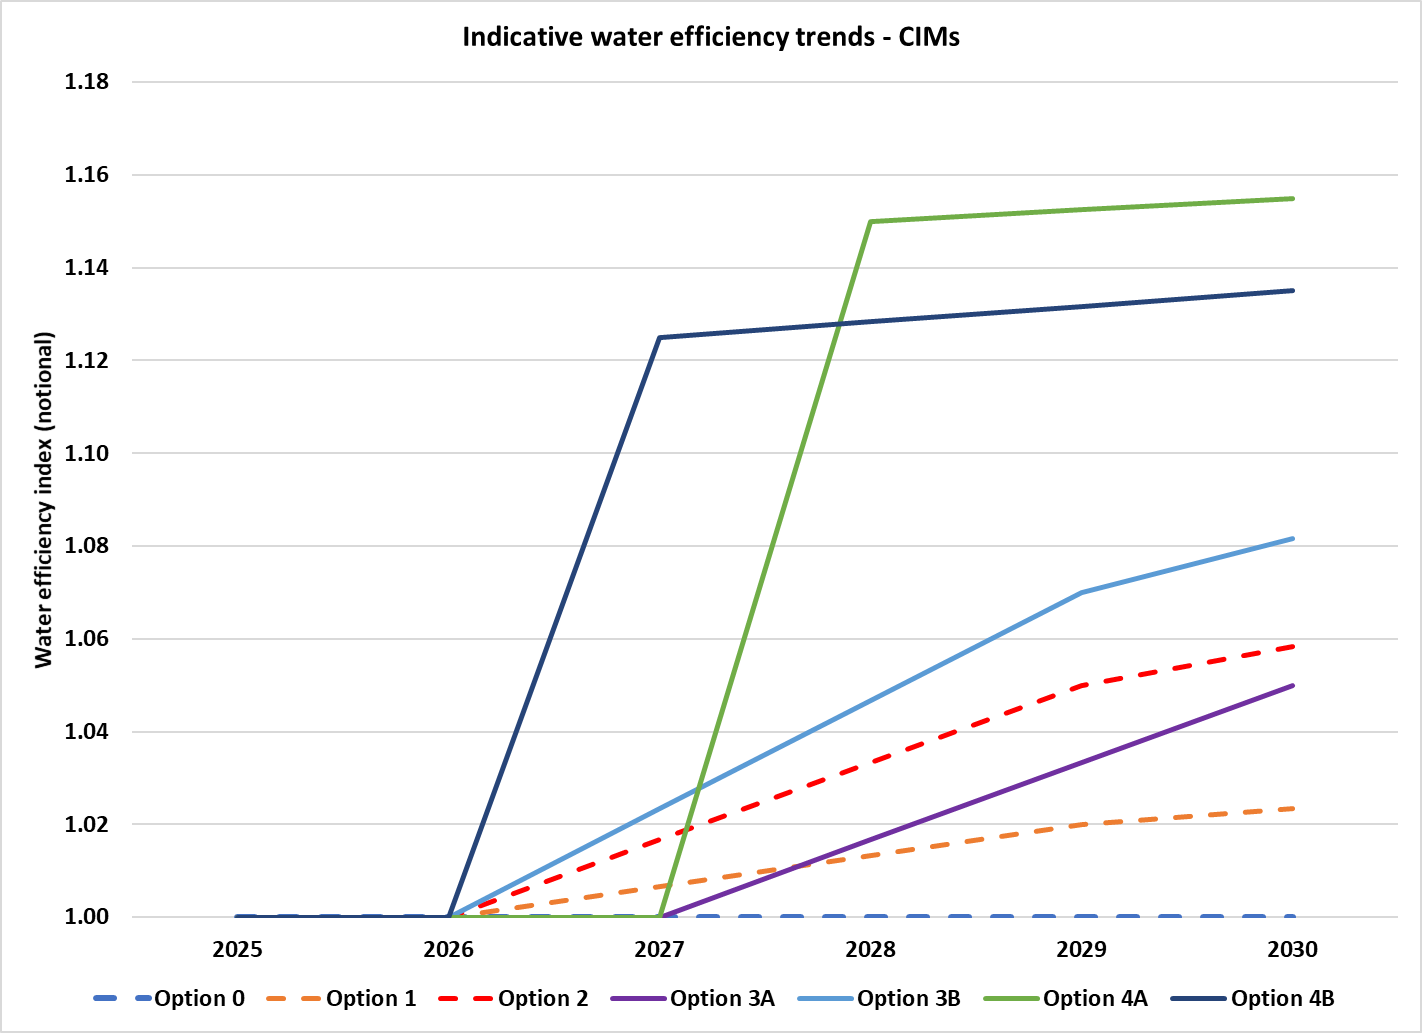 Indicative water efficiency trends - CIMs
1.18
1.16
1.14
1.12
1.10
1.08
1.06
1.04
1.02
1.00
Water efficiency index (notional)
2025 2026 2027 2028 2029 2030
Option 0 Option 1 Option 2 Option 3A Option 3B Option 4A Option 4B